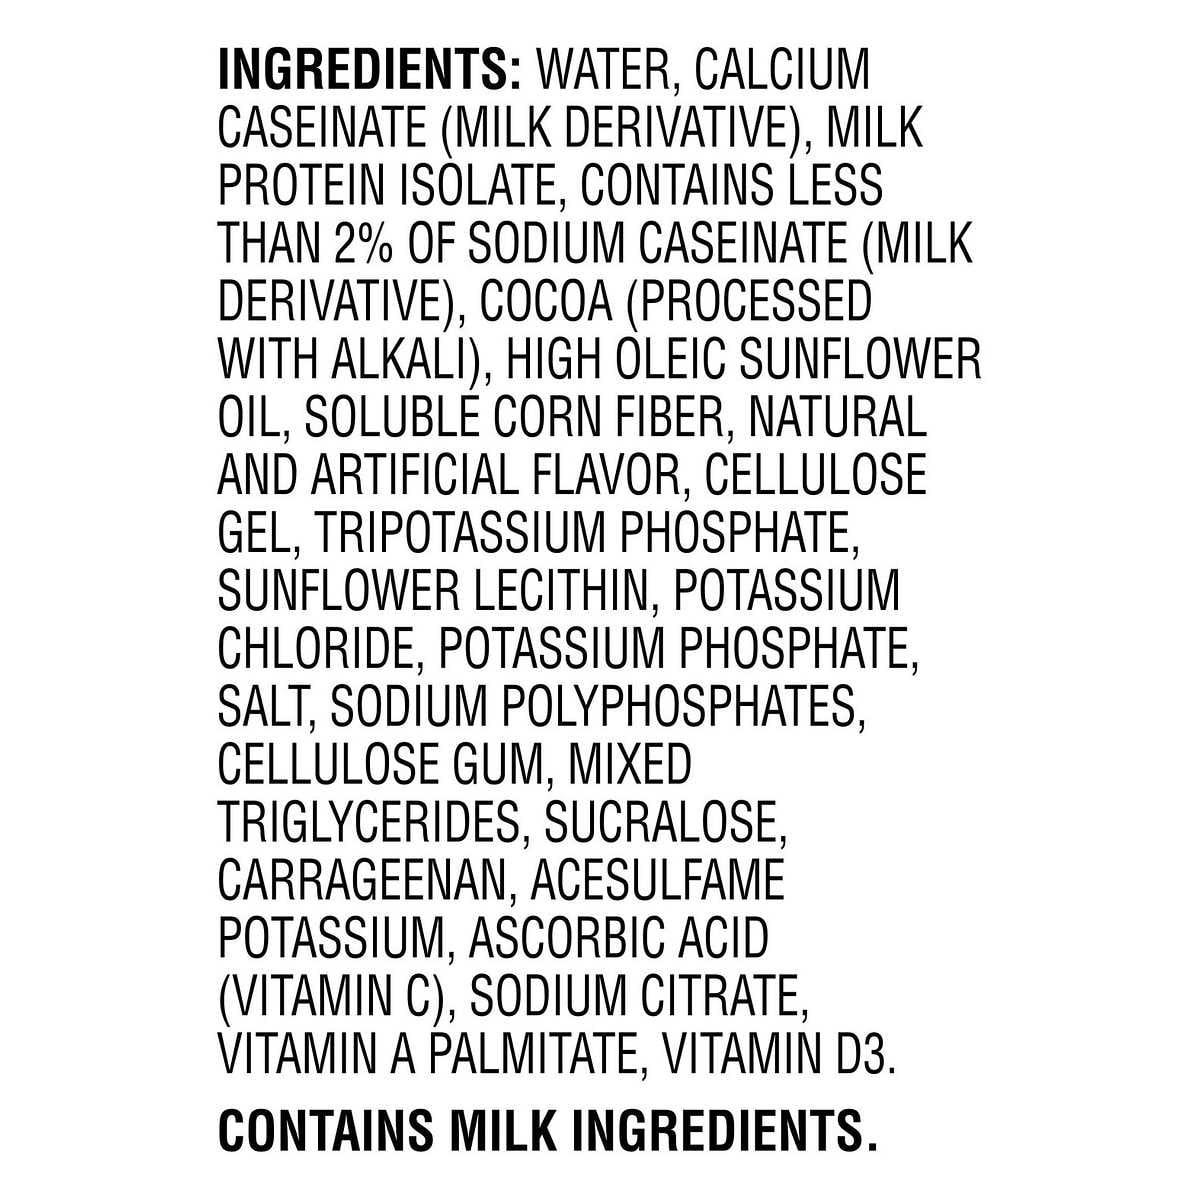 INGREDIENTS: WATER, CALCIUM
CASEINATE (MILK DERIVATIVE), MILK
PROTEIN ISOLATE, CONTAINS LESS
THAN 2% OF SODIUM CASEINATE (MILK
DERIVATIVE), COCOA (PROCESSED
WITH ALKALI), HIGH OLEIC SUNFLOWER
OIL, SOLUBLE CORN FIBER, NATURAL
AND ARTIFICIAL FLAVOR, CELLULOSE
GEL, TRIPOTASSIUM PHOSPHATE,
SUNFLOWER LECITHIN, POTASSIUM
CHLORIDE, POTASSIUM PHOSPHATE,
SALT, SODIUM POLYPHOSPHATES,
CELLULOSE GUM, MIXED
TRIGLYCERIDES, SUCRALOSE,
CARRAGEENAN, ACESULFAME
POTASSIUM, ASCORBIC ACID
(VITAMIN C), SODIUM CITRATE,
VITAMIN A PALMITATE, VITAMIN D3.
CONTAINS MILK INGREDIENTS.